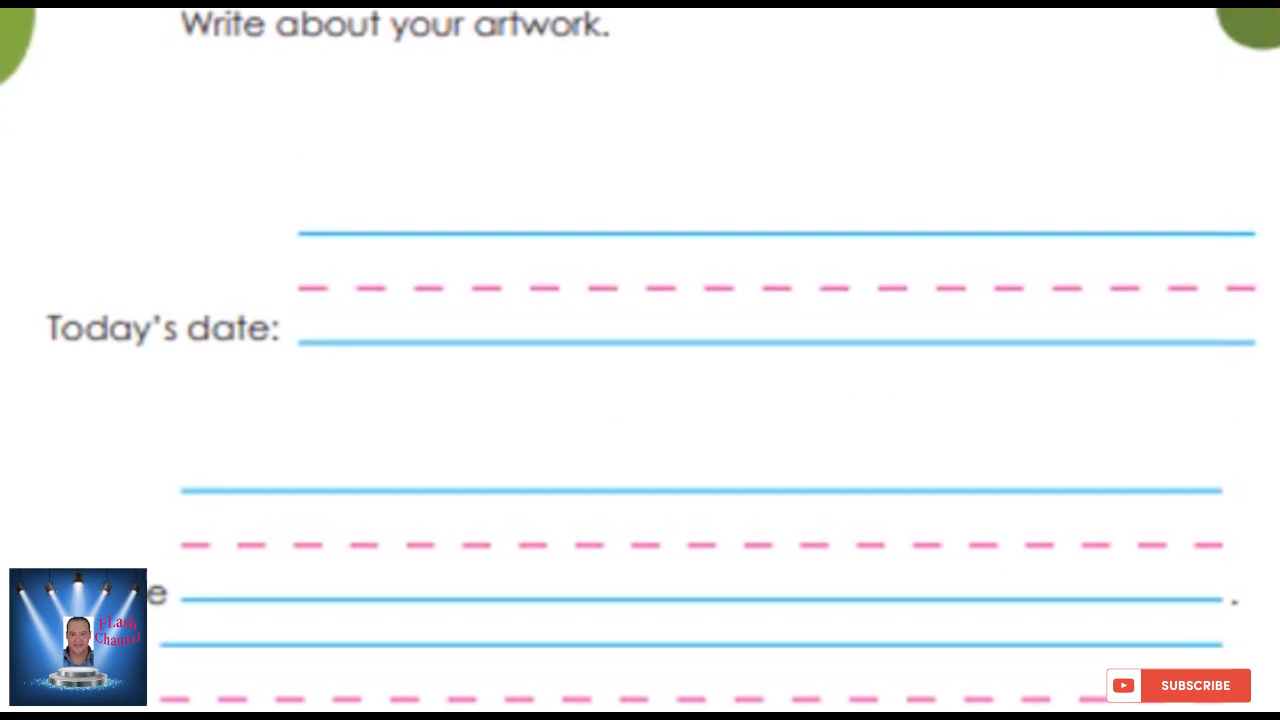 Write about your artwork.
Today's date:
e .
FLash
Channel
SUBSCRIBE